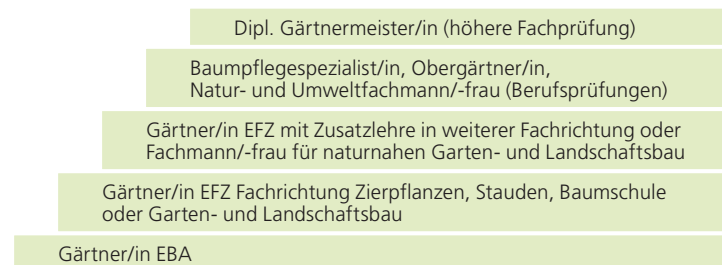 Dipl. Gärtnermeister/in (höhere Fachprüfung)
Baumpflegespezialist/in, Obergärtner/in,
Natur- und Umweltfachmann/-frau (Berufsprüfungen)
Gärtner/in EFZ mit Zusatzlehre in weiterer Fachrichtung oder
Fachmann/-frau für naturnahen Garten- und Landschaftsbau
Gärtner/in EFZ Fachrichtung Zierpflanzen, Stauden, Baumschule
oder Garten- und Landschaftsbau
Gärtner/in EBA